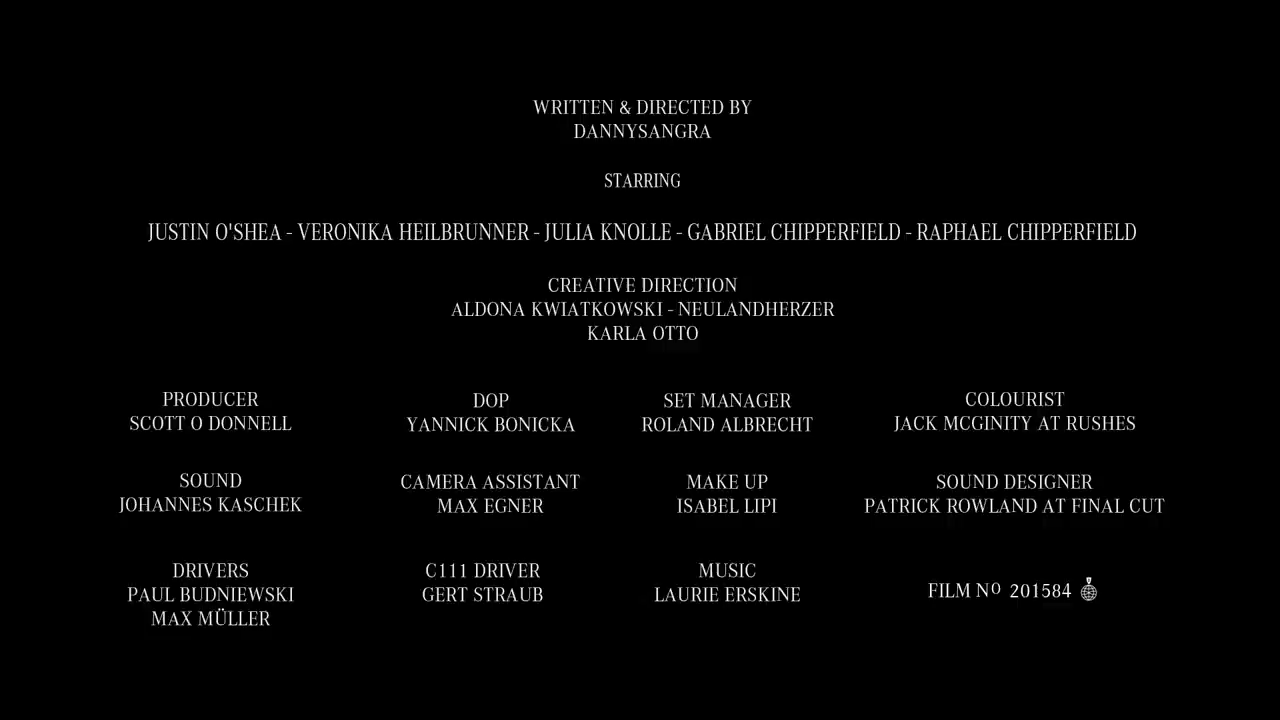 WRITTEN & DIRECTED BY
DANNYSANGRA
STARRING
JUSTIN O'SHEA - VERONIKA HEILBRUNNER - JULIA KNOLLE - GABRIEL CHIPPERFIELD - RAPHAEL CHIPPERFIELD
CREATIVE DIRECTION
ALDONA KWIATKOWSKI - NEULANDHERZER
KARLA OTTO
PRODUCER
SCOTT O DONNELL
DOP
YANNICK BONICKA
SET MANAGER
ROLAND ALBRECHT
COLOURIST
JACK MCGINITY AT RUSHES
SOUND
JOHANNES KASCHEK
CAMERA ASSISTANT
MAX EGNER
MAKE UP
ISABEL LIPI
SOUND DESIGNER
PATRICK ROWLAND AT FINAL CUT
DRIVERS
PAUL BUDNIEWSKI
MAX MÜLLER
C111 DRIVER
GERT STRAUB
MUSIC
LAURIE ERSKINE
FILM Nº 201584